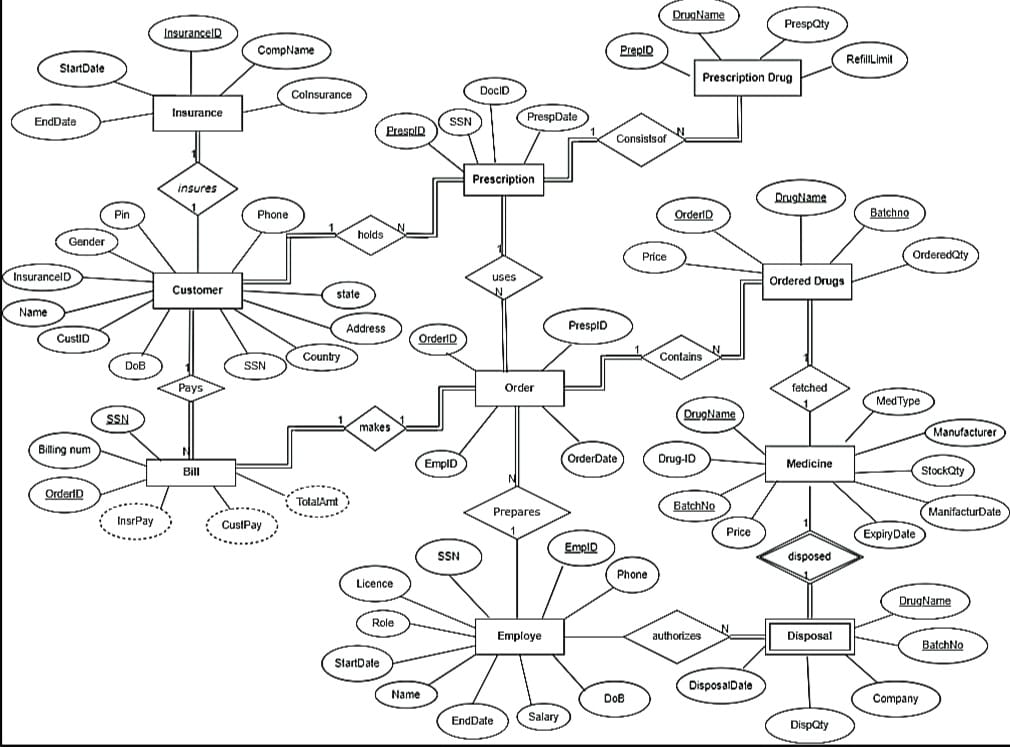 DrugName
PrespQty
PrepID
RefillLimit
Prescription Drug
InsuranceID
CompName
StartDate
CoInsurance
EndDate
Insurance
1
insures
1
DocID
SSN
PrespDate
PrespID
Prescription
1
Consistsof
N
Pin
Phone
Gender
InsuranceID
Name
CustID
DoB
SSN
Country
Address
state
Customer
1
holds
N
1
uses
N
DrugName
OrderID
Batchno
Price
OrderedQty
Ordered Drugs
OrderID
PrespID
Order
EmpID
OrderDate
1
Contains
N
1
Pays
N
1
makes
1
SSN
Billing num
OrderID
InsrPay
CustPay
TotalAmt
Bill
1
fetched
1
MedType
DrugName
Manufacturer
Drug-ID
StockQty
BatchNo
ManifacturDate
Price
ExpiryDate
Medicine
N
Prepares
1
1
disposed
1
SSN
EmpID
Phone
Licence
Role
StartDate
Name
EndDate
Salary
DoB
Employe
authorizes
N
Disposal
DrugName
BatchNo
DisposalDate
Company
DispQty